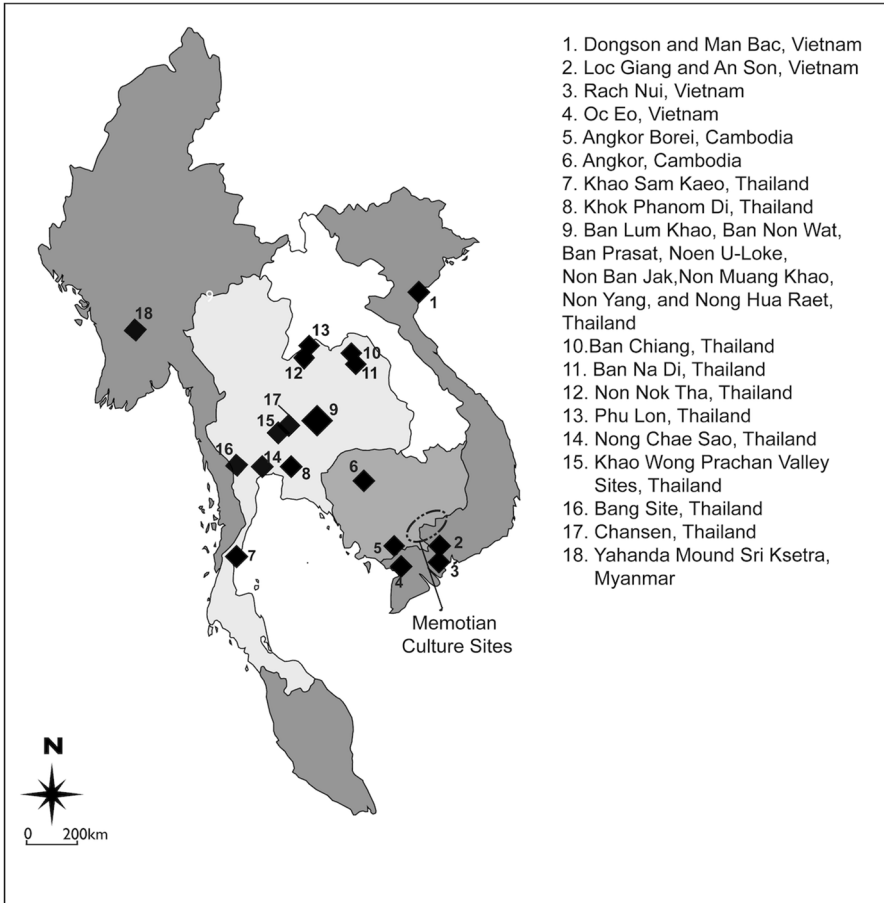 1. Dongson and Man Bac, Vietnam
2. Loc Giang and An Son, Vietnam
3. Rach Nui, Vietnam
4. Oc Eo, Vietnam
5. Angkor Borei, Cambodia
6. Angkor, Cambodia
7. Khao Sam Kaeo, Thailand
8. Khok Phanom Di, Thailand
9. Ban Lum Khao, Ban Non Wat,
Ban Prasat, Noen U-Loke,
Non Ban Jak,Non Muang Khao,
Non Yang, and Nong Hua Raet,
Thailand
10.Ban Chiang, Thailand
11. Ban Na Di, Thailand
12. Non Nok Tha, Thailand
13. Phu Lon, Thailand
14. Nong Chae Sao, Thailand
15. Khao Wong Prachan Valley
Sites, Thailand
16. Bang Site, Thailand
17. Chansen, Thailand
18. Yahanda Mound Sri Ksetra,
Myanmar
1
18
13
10
12
11
17
9
15
16
14
8
6
5
2
7
4
3
Memotian
Culture Sites
N
0 200km